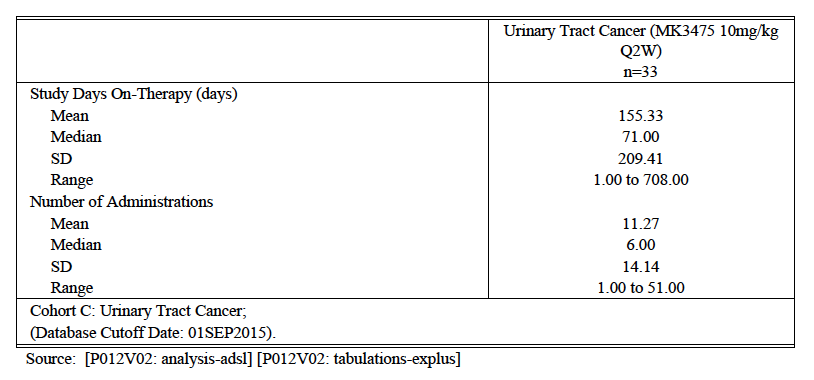 Urinary Tract Cancer (MK3475 10mg/kg
Q2W)
n=33
Study Days On-Therapy (days)
Mean 155.33
Median 71.00
SD 209.41
Range 1.00 to 708.00
Number of Administrations
Mean 11.27
Median 6.00
SD 14.14
Range 1.00 to 51.00
Cohort C: Urinary Tract Cancer;
(Database Cutoff Date: 01SEP2015).
Source: [P012V02: analysis-adsl] [P012V02: tabulations-explus]